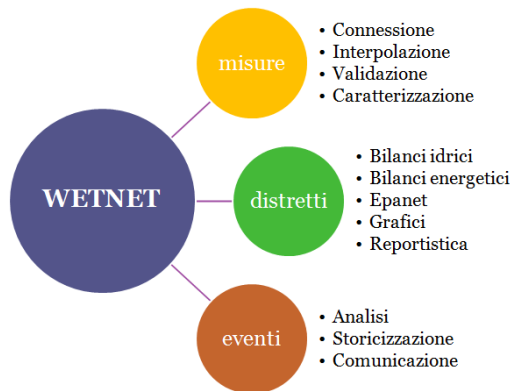 WETNET
misure
• Connessione
• Interpolazione
• Validazione
• Caratterizzazione
distretti
• Bilanci idrici
• Bilanci energetici
• Epanet
• Grafici
• Reportistica
eventi
• Analisi
• Storicizzazione
• Comunicazione